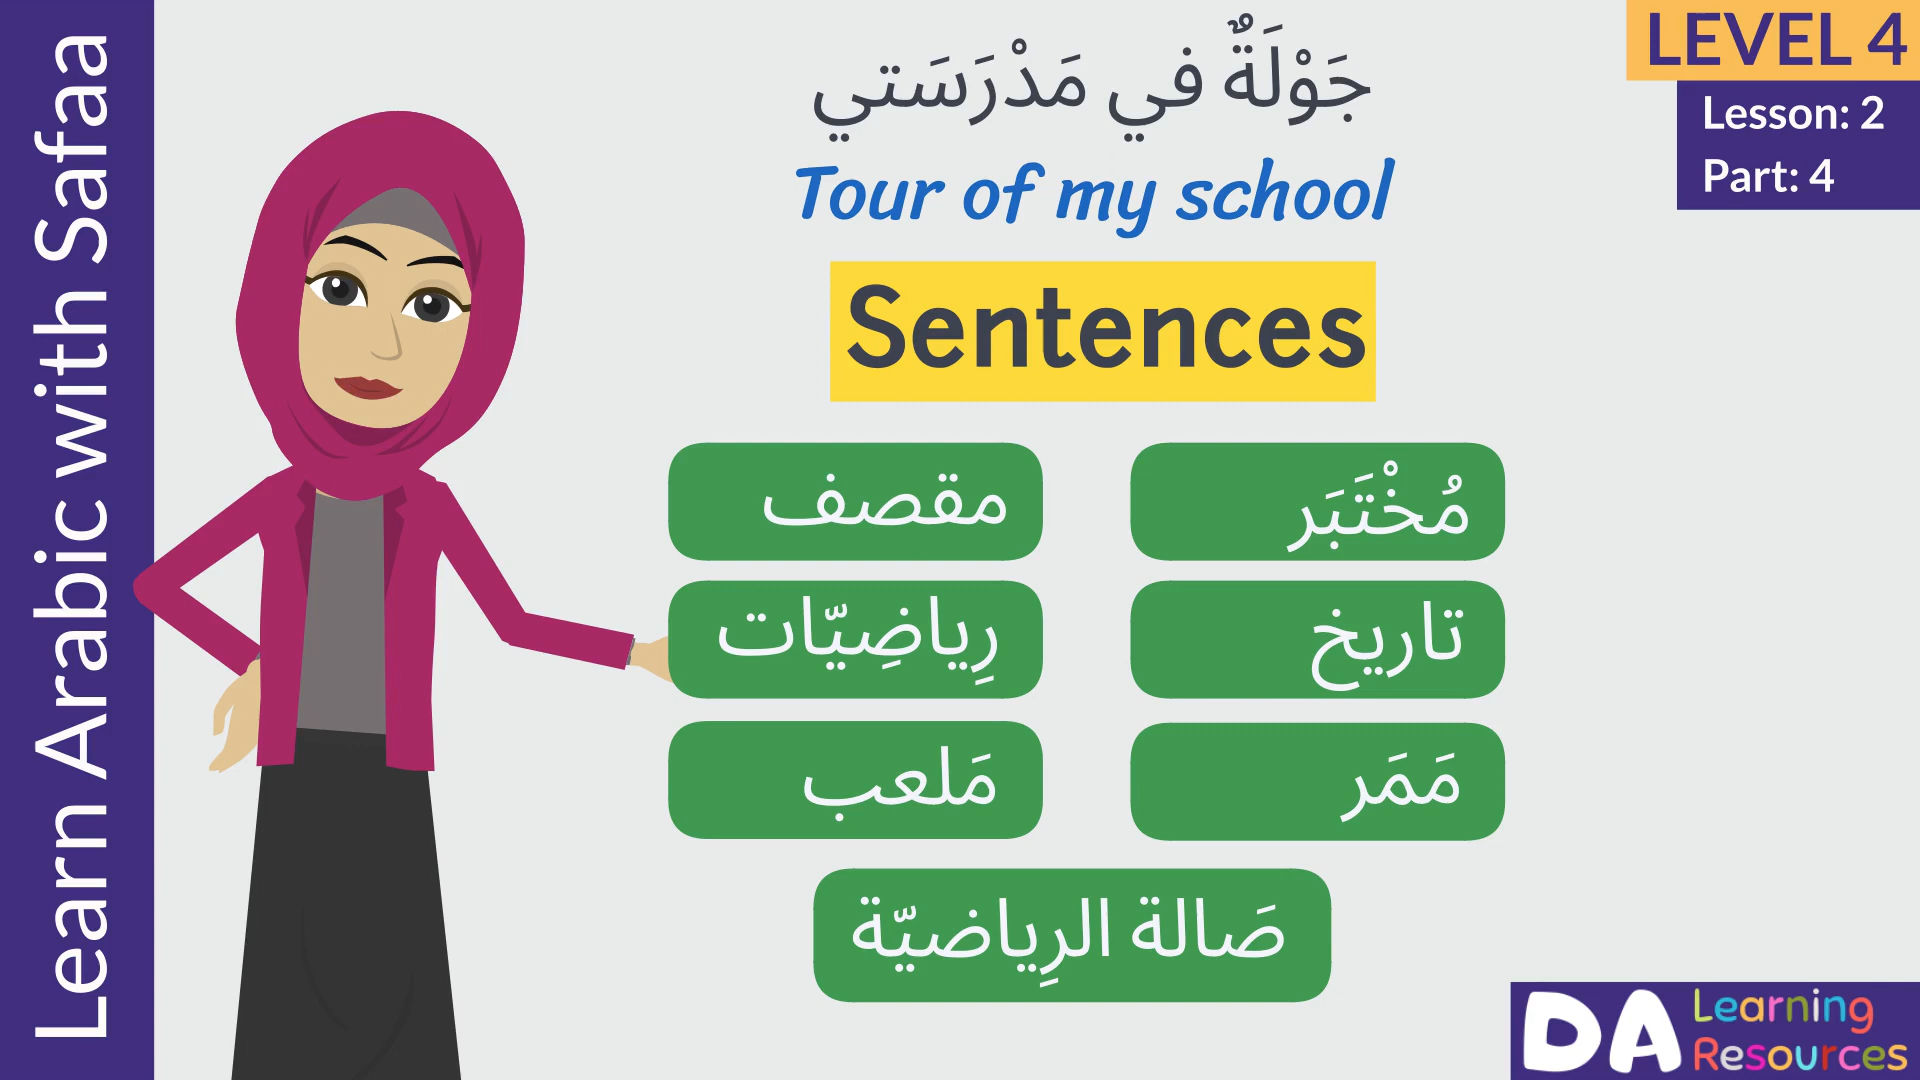 Learn Arabic with Safaa
جَوْلَةٌ في مَدْرَسَتي
Tour of my school
Sentences
LEVEL 4
Lesson: 2
Part: 4
مُخْتَبَر
مقصف
تاريخ
رِياضِيّات
مَمَر
مَلعب
صَالة الرِياضيّة
DA Learning
Resources